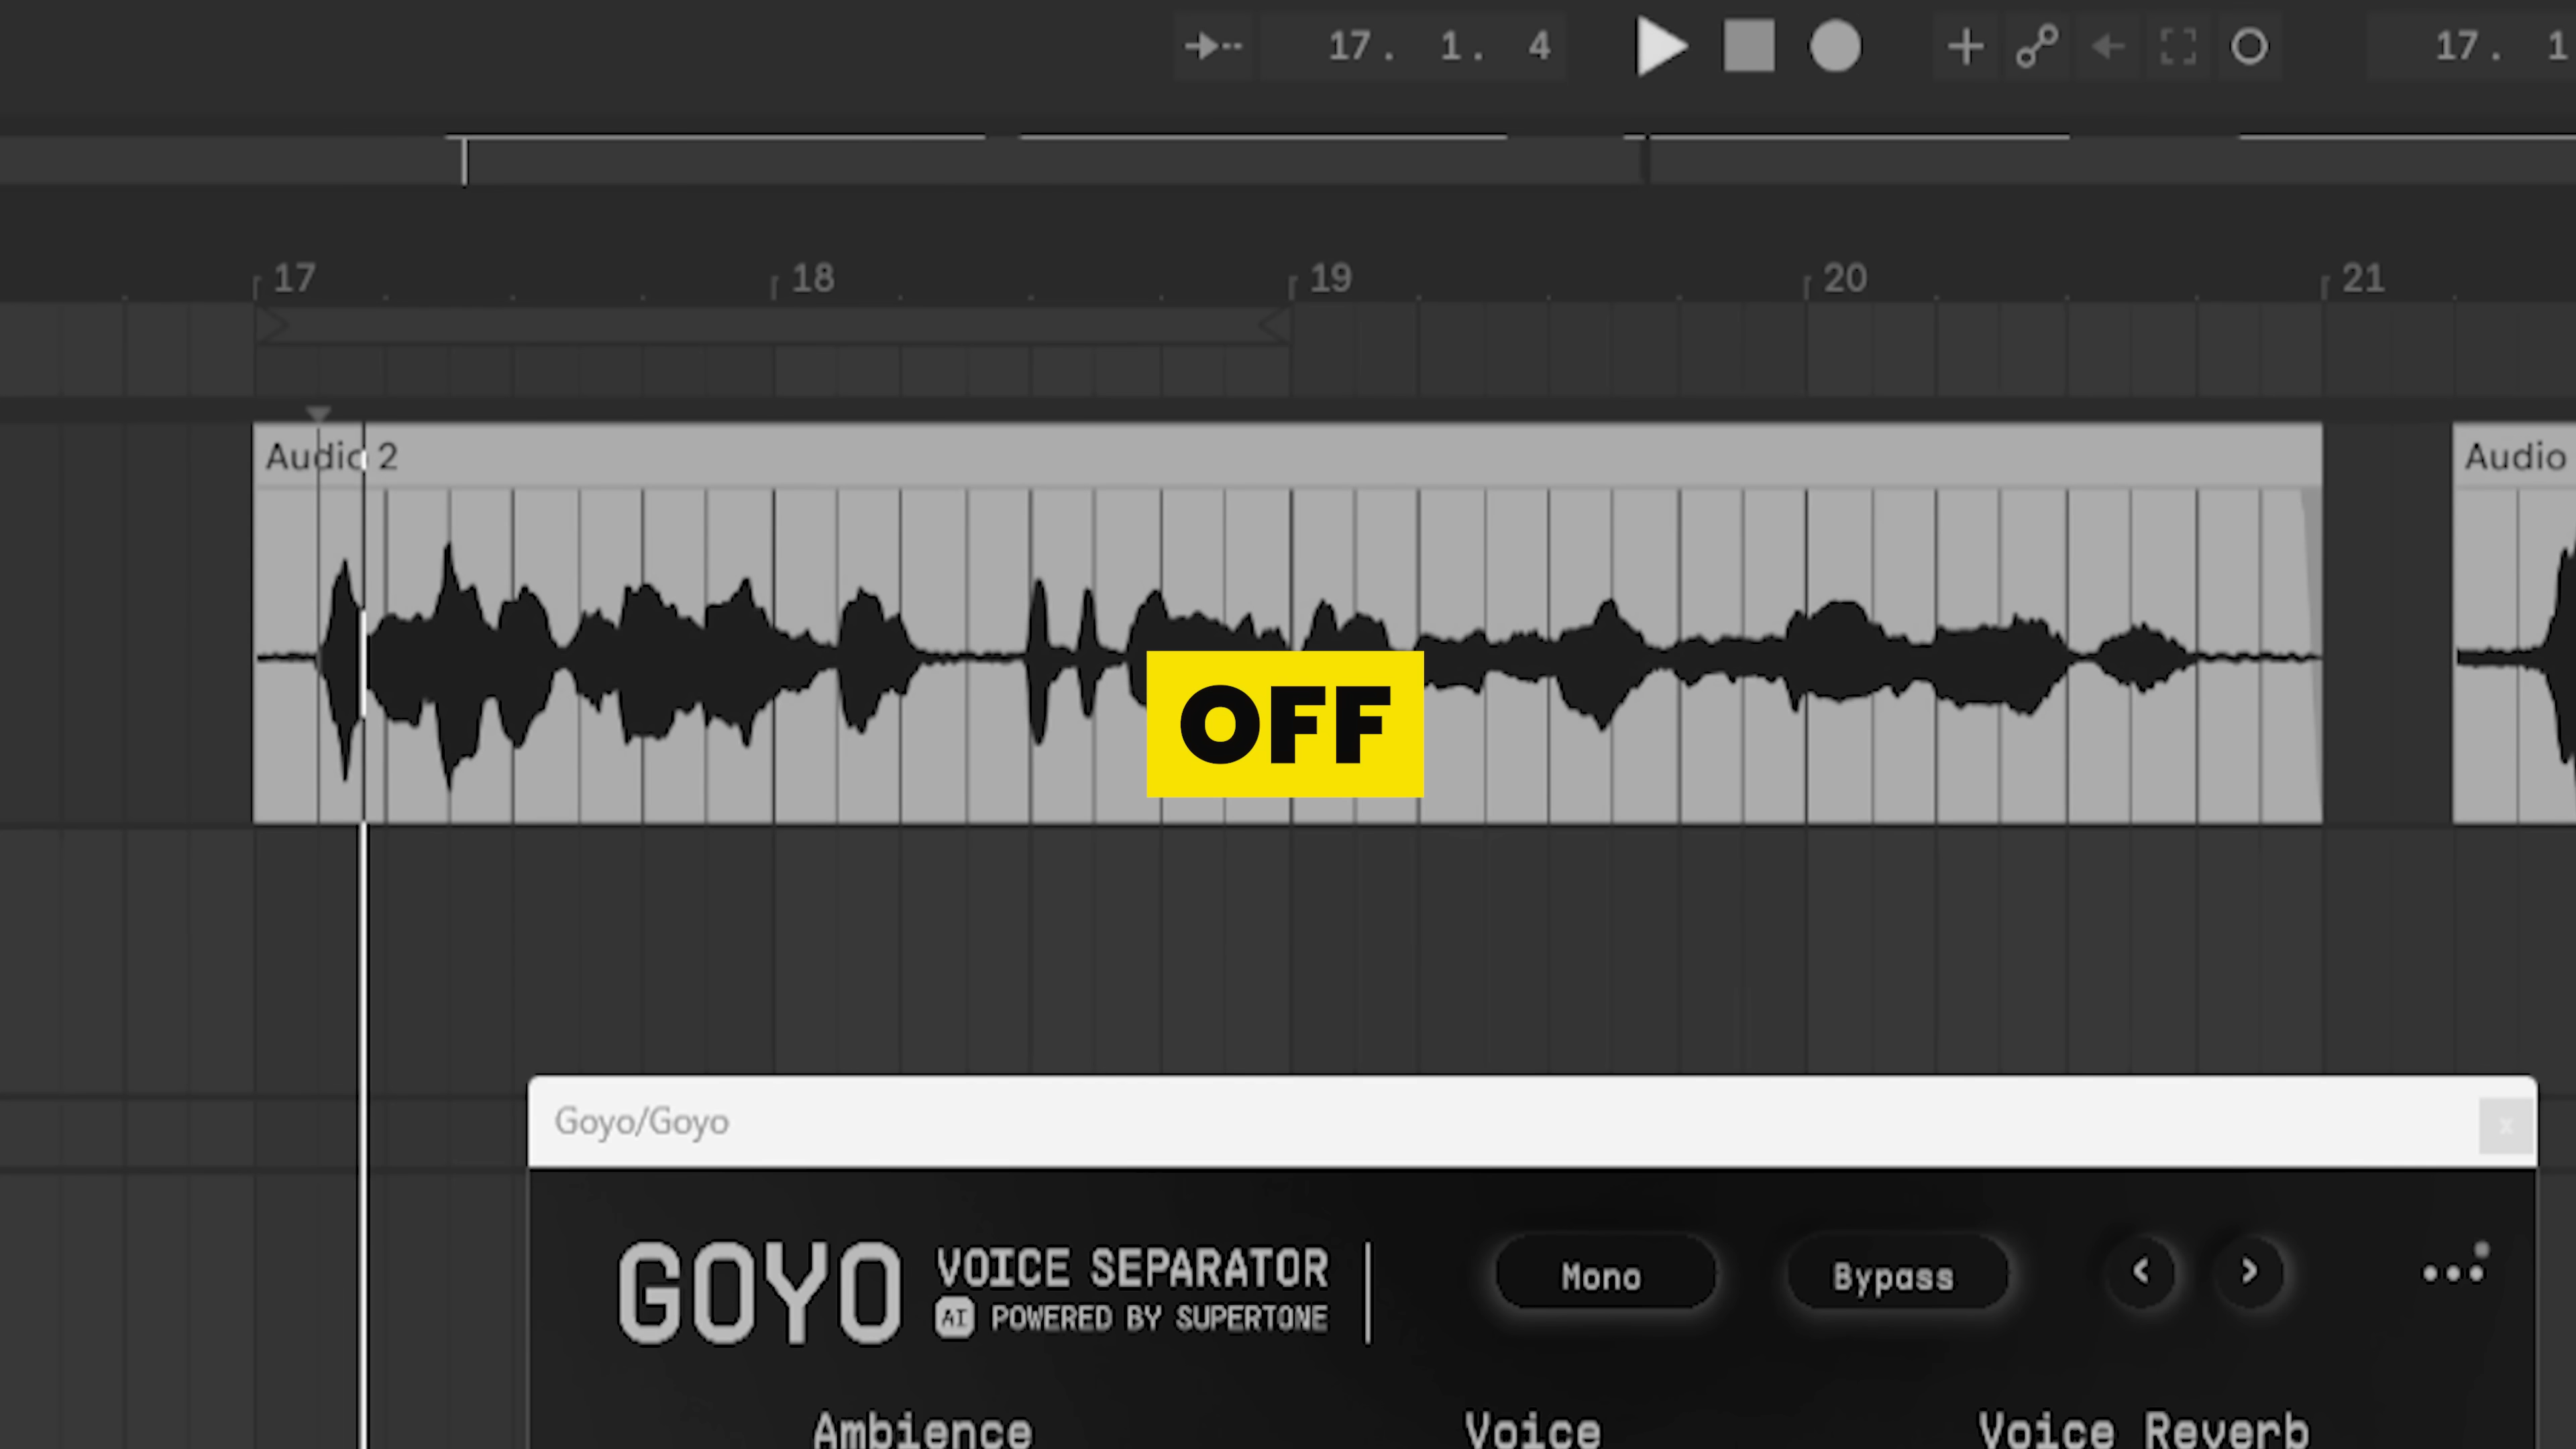 17. 1. 4
17. 1
17 18 19 20 21
Audio 2
Audio
OFF
Goyo/Goyo
x
GOYO VOICE SEPARATOR
AI POWERED BY SUPERTONE
Mono
Bypass
Ambience
Voice
Voice Reverb